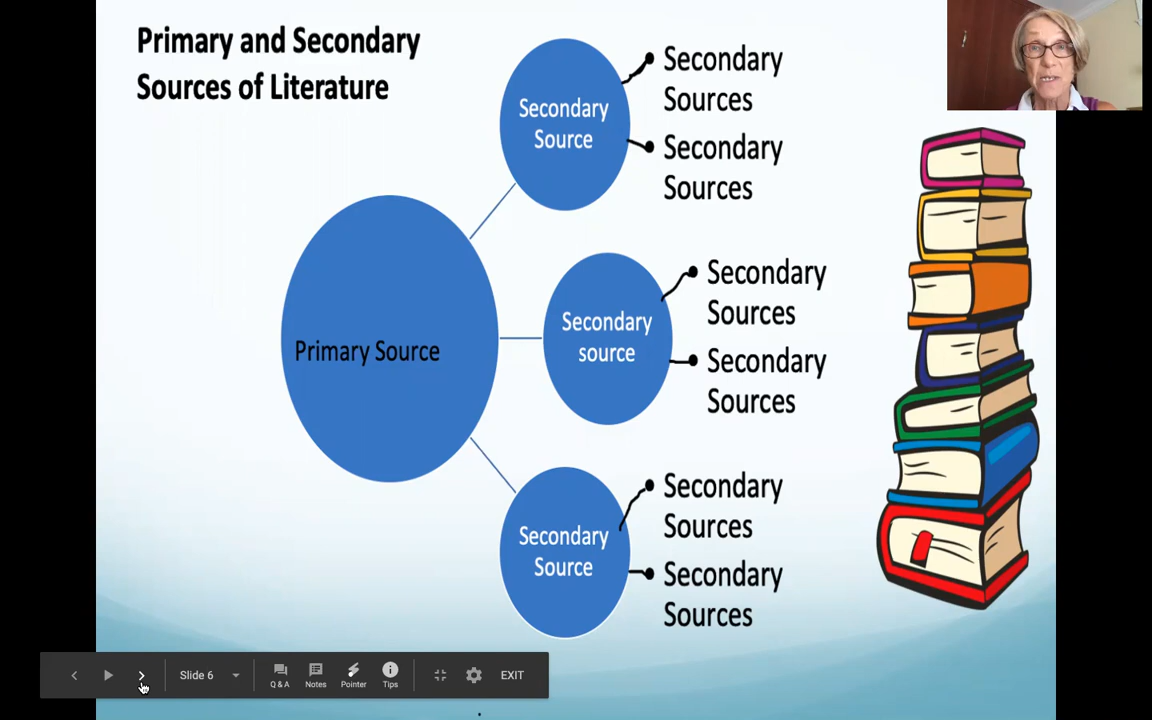 Primary and Secondary
Sources of Literature
Secondary
Source
Secondary
Sources
Secondary
Sources
Primary Source
Secondary
source
Secondary
Sources
Secondary
Sources
Secondary
Source
Secondary
Sources
Secondary
Sources
Slide 6
Q & A
Notes
Pointer
Tips
EXIT